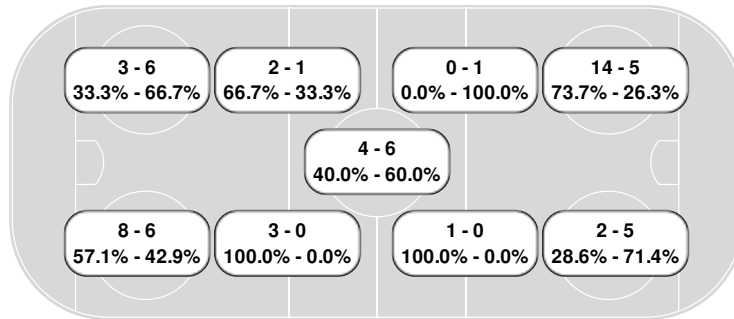 3 - 6
33.3% - 66.7%
2 - 1
66.7% - 33.3%
0 - 1
0.0% - 100.0%
14 - 5
73.7% - 26.3%
4 - 6
40.0% - 60.0%
8 - 6
57.1% - 42.9%
3 - 0
100.0% - 0.0%
1 - 0
100.0% - 0.0%
2 - 5
28.6% - 71.4%